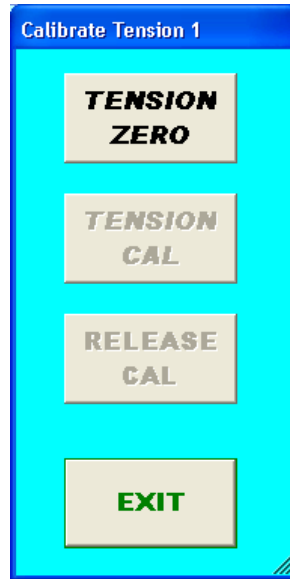 Calibrate Tension 1
TENSION
ZERO
TENSION
CAL
RELEASE
CAL
EXIT